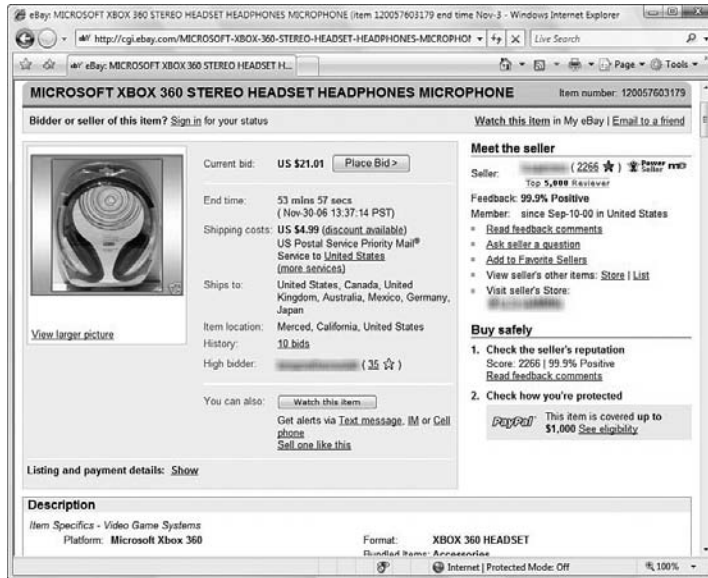 eBay: MICROSOFT XBOX 360 STEREO HEADSET HEADPHONES MICROPHONE (item 120057603179 end time Nov-3 - Windows Internet Explorer
http://cgi.ebay.com/MICROSOFT-XBOX-360-STEREO-HEADSET-HEADPHONES-MICROPHO
Live Search
eBay: MICROSOFT XBOX 360 STEREO HEADSET H...
Page
Tools
MICROSOFT XBOX 360 STEREO HEADSET HEADPHONES MICROPHONE
Item number: 120057603179
Bidder or seller of this item? Sign in for your status
Watch this item in My eBay | Email to a friend
View larger picture
Current bid: US $21.01 Place Bid >
End time: 53 mins 57 secs
(Nov-30-06 13:37:14 PST)
Shipping costs: US $4.99 (discount available)
US Postal Service Priority Mail®
Service to United States
(more services)
Ships to: United States, Canada, United
Kingdom, Australia, Mexico, Germany,
Japan
Item location: Merced, California, United States
History: 10 bids
High bidder: ( 35 )
You can also: Watch this item
Get alerts via Text message, IM or Cell
phone
Sell one like this
Listing and payment details: Show
Meet the seller
Seller: ( 2266 ) Power Seller me
Top 5,000 Reviewer
Feedback: 99.9% Positive
Member: since Sep-10-00 in United States
Read feedback comments
Ask seller a question
Add to Favorite Sellers
View seller's other items: Store | List
Visit seller's Store:
Buy safely
1. Check the seller's reputation
Score: 2266 | 99.9% Positive
Read feedback comments
2. Check how you're protected
PayPal This item is covered up to
$1,000 See eligibility
Description
Item Specifics - Video Game Systems
Platform: Microsoft Xbox 360
Format: XBOX 360 HEADSET
Bundled Items: Accessories
Internet | Protected Mode: Off
100%